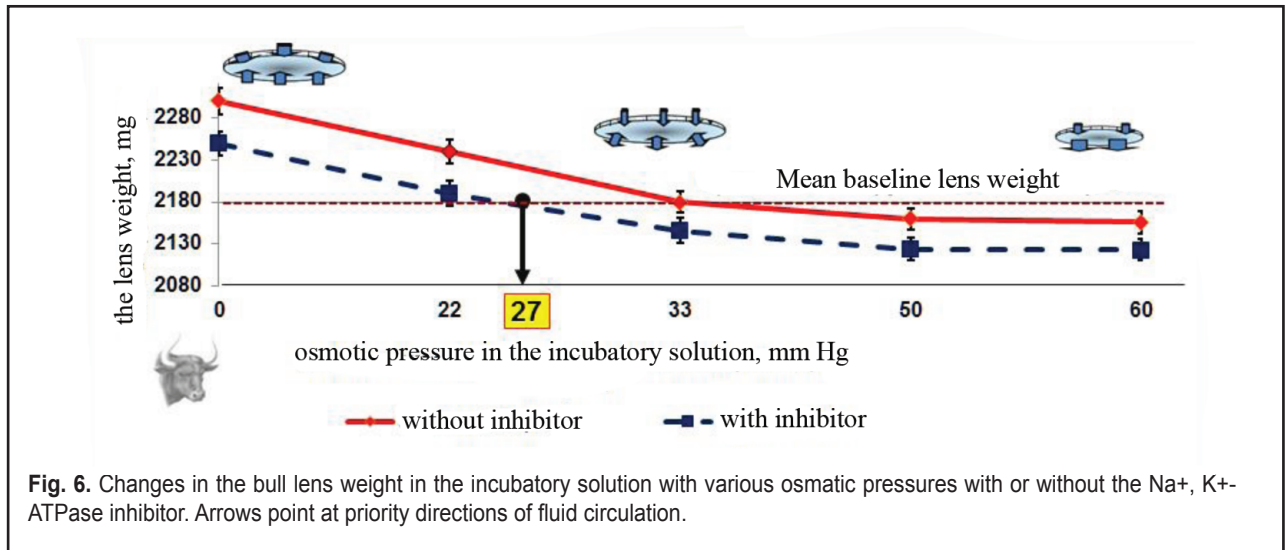 the lens weight, mg
2280
2230
2180
2130
2080
Mean baseline lens weight
0 22 27 33 50 60
osmotic pressure in the incubatory solution, mm Hg
without inhibitor with inhibitor
Fig. 6. Changes in the bull lens weight in the incubatory solution with various osmatic pressures with or without the Na+, K+-
ATPase inhibitor. Arrows point at priority directions of fluid circulation.